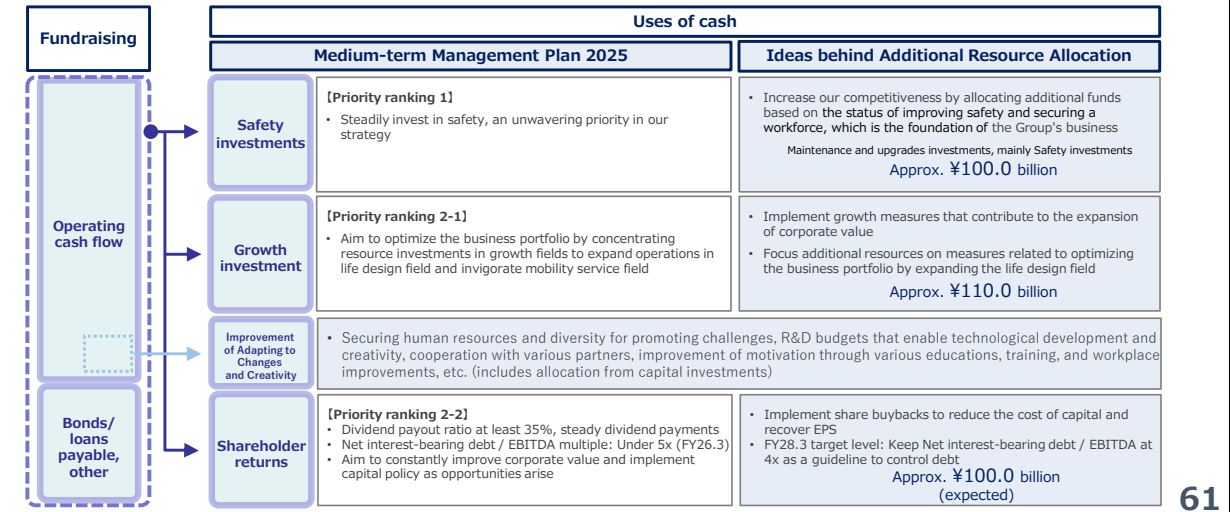 Fundraising
Uses of cash
Medium-term Management Plan 2025
Ideas behind Additional Resource Allocation
Operating
cash flow
Bonds/
loans
payable,
other
Safety
investments
【Priority ranking 1】
• Steadily invest in safety, an unwavering priority in our
strategy
• Increase our competitiveness by allocating additional funds
based on the status of improving safety and securing a
workforce, which is the foundation of the Group's business
Maintenance and upgrades investments, mainly Safety investments
Approx. ¥100.0 billion
Growth
investment
【Priority ranking 2-1】
• Aim to optimize the business portfolio by concentrating
resource investments in growth fields to expand operations in
life design field and invigorate mobility service field
• Implement growth measures that contribute to the expansion
of corporate value
• Focus additional resources on measures related to optimizing
the business portfolio by expanding the life design field
Approx. ¥110.0 billion
Improvement
of Adapting to
Changes
and Creativity
• Securing human resources and diversity for promoting challenges, R&D budgets that enable technological development and
creativity, cooperation with various partners, improvement of motivation through various educations, training, and workplace
improvements, etc. (includes allocation from capital investments)
Shareholder
returns
【Priority ranking 2-2】
• Dividend payout ratio at least 35%, steady dividend payments
• Net interest-bearing debt / EBITDA multiple: Under 5x (FY26.3)
• Aim to constantly improve corporate value and implement
capital policy as opportunities arise
• Implement share buybacks to reduce the cost of capital and
recover EPS
• FY28.3 target level: Keep Net interest-bearing debt / EBITDA at
4x as a guideline to control debt
Approx. ¥100.0 billion
(expected)
61